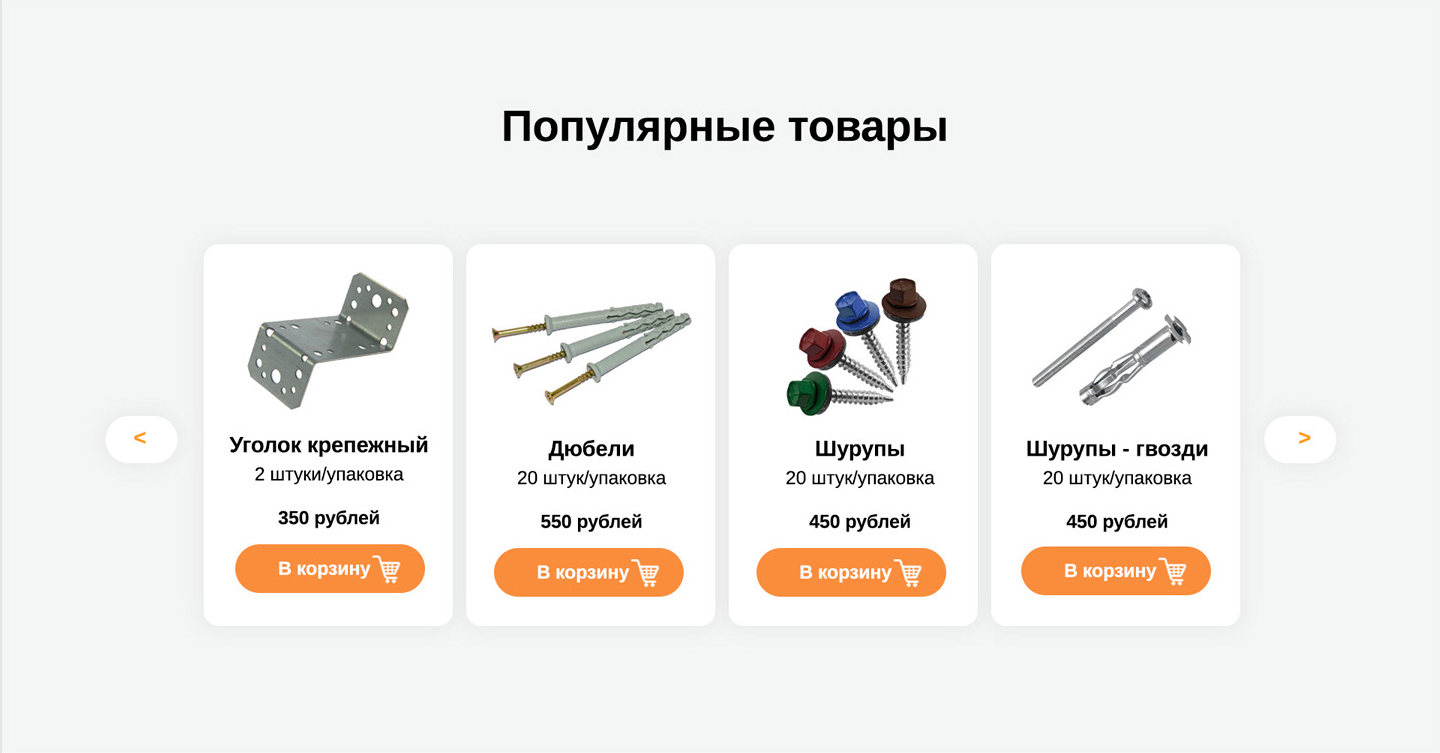 Популярные товары
<
>
Уголок крепежный
2 штуки/упаковка
350 рублей
В корзину
Дюбели
20 штук/упаковка
550 рублей
В корзину
Шурупы
20 штук/упаковка
450 рублей
В корзину
Шурупы - гвозди
20 штук/упаковка
450 рублей
В корзину